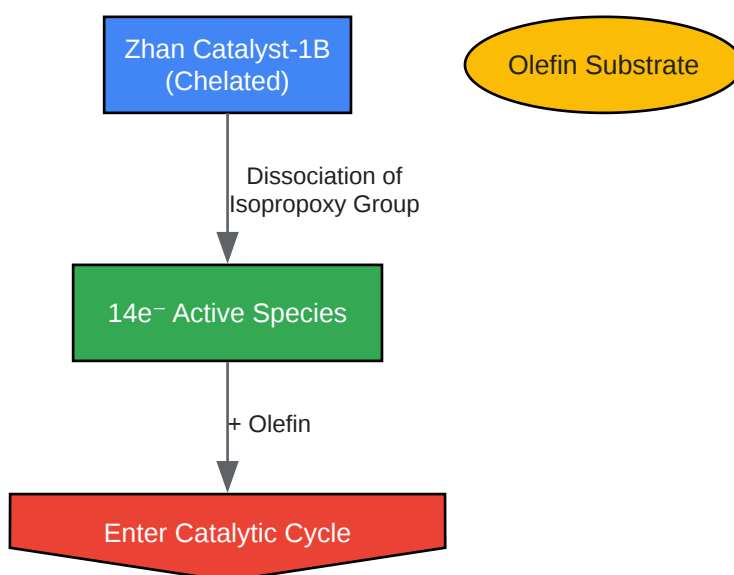 Zhan Catalyst-1B
(Chelated)
Olefin Substrate
Dissociation of
Isopropoxy Group
14e⁻ Active Species
+ Olefin
Enter Catalytic Cycle